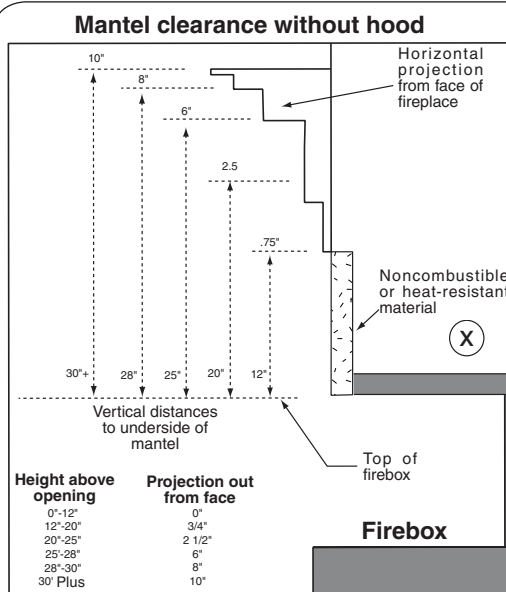 Mantel clearance without hood
10"
8"
6"
2.5
.75"
Horizontal
projection
from face of
fireplace
Noncombustible
or heat-resistant
material
X
30"+
28"
25"
20"
12"
Vertical distances
to underside of
mantel
Top of
firebox
Height above
opening
Projection out
from face
0"-12" 0"
12"-20" 3/4"
20"-25" 2 1/2"
25'-28" 6"
28"-30" 8"
30' Plus 10"
Firebox